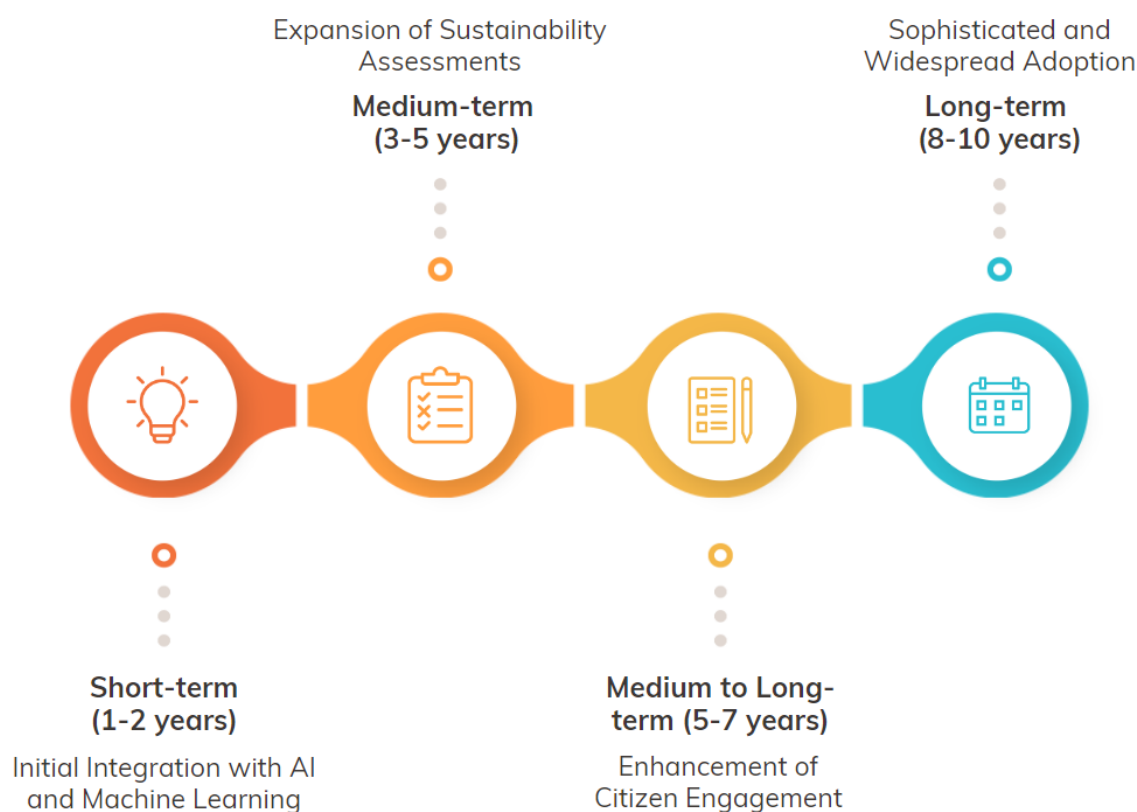 Expansion of Sustainability
Assessments
Medium-term
(3-5 years)
Sophisticated and
Widespread Adoption
Long-term
(8-10 years)
Short-term
(1-2 years)
Initial Integration with AI
and Machine Learning
Medium to Long-
term (5-7 years)
Enhancement of
Citizen Engagement